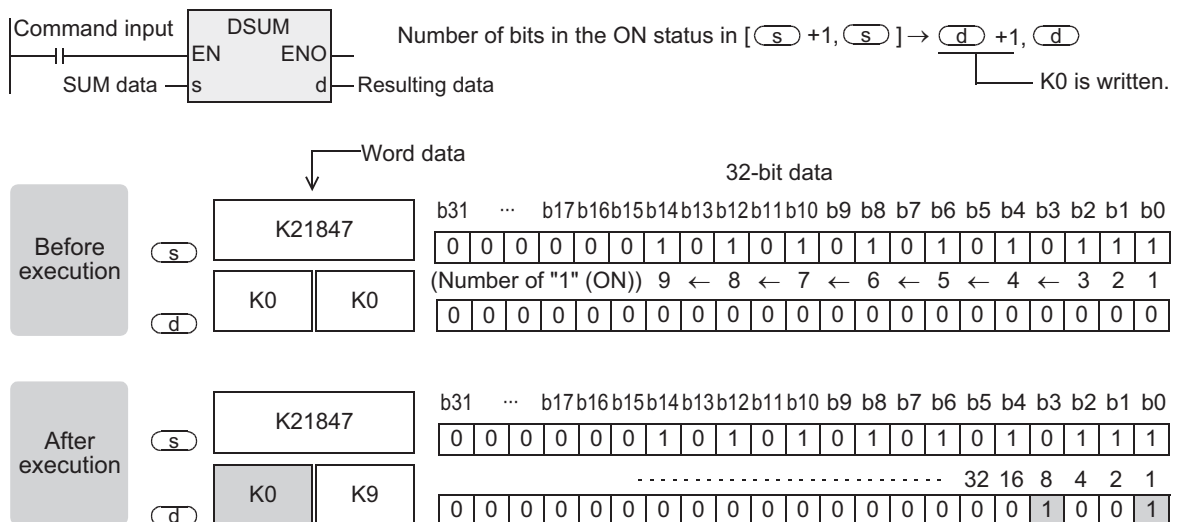 Command input
DSUM
EN ENO
SUM data s d Resulting data
Number of bits in the ON status in [ s +1, s ] → d +1, d
K0 is written.
Word data
32-bit data
Before execution
s
K21847
b31 ··· b17 b16 b15 b14 b13 b12 b11 b10 b9 b8 b7 b6 b5 b4 b3 b2 b1 b0
0 0 0 0 0 0 1 0 1 0 1 0 1 0 1 0 1 0 1 1 1
(Number of "1" (ON)) 9 ← 8 ← 7 ← 6 ← 5 ← 4 ← 3 2 1
d
K0 K0
0 0 0 0 0 0 0 0 0 0 0 0 0 0 0 0 0 0 0 0 0
After execution
s
K21847
b31 ··· b17 b16 b15 b14 b13 b12 b11 b10 b9 b8 b7 b6 b5 b4 b3 b2 b1 b0
0 0 0 0 0 0 1 0 1 0 1 0 1 0 1 0 1 0 1 1 1
32 16 8 4 2 1
d
K0 K9
0 0 0 0 0 0 0 0 0 0 0 0 0 0 0 0 0 1 0 0 1